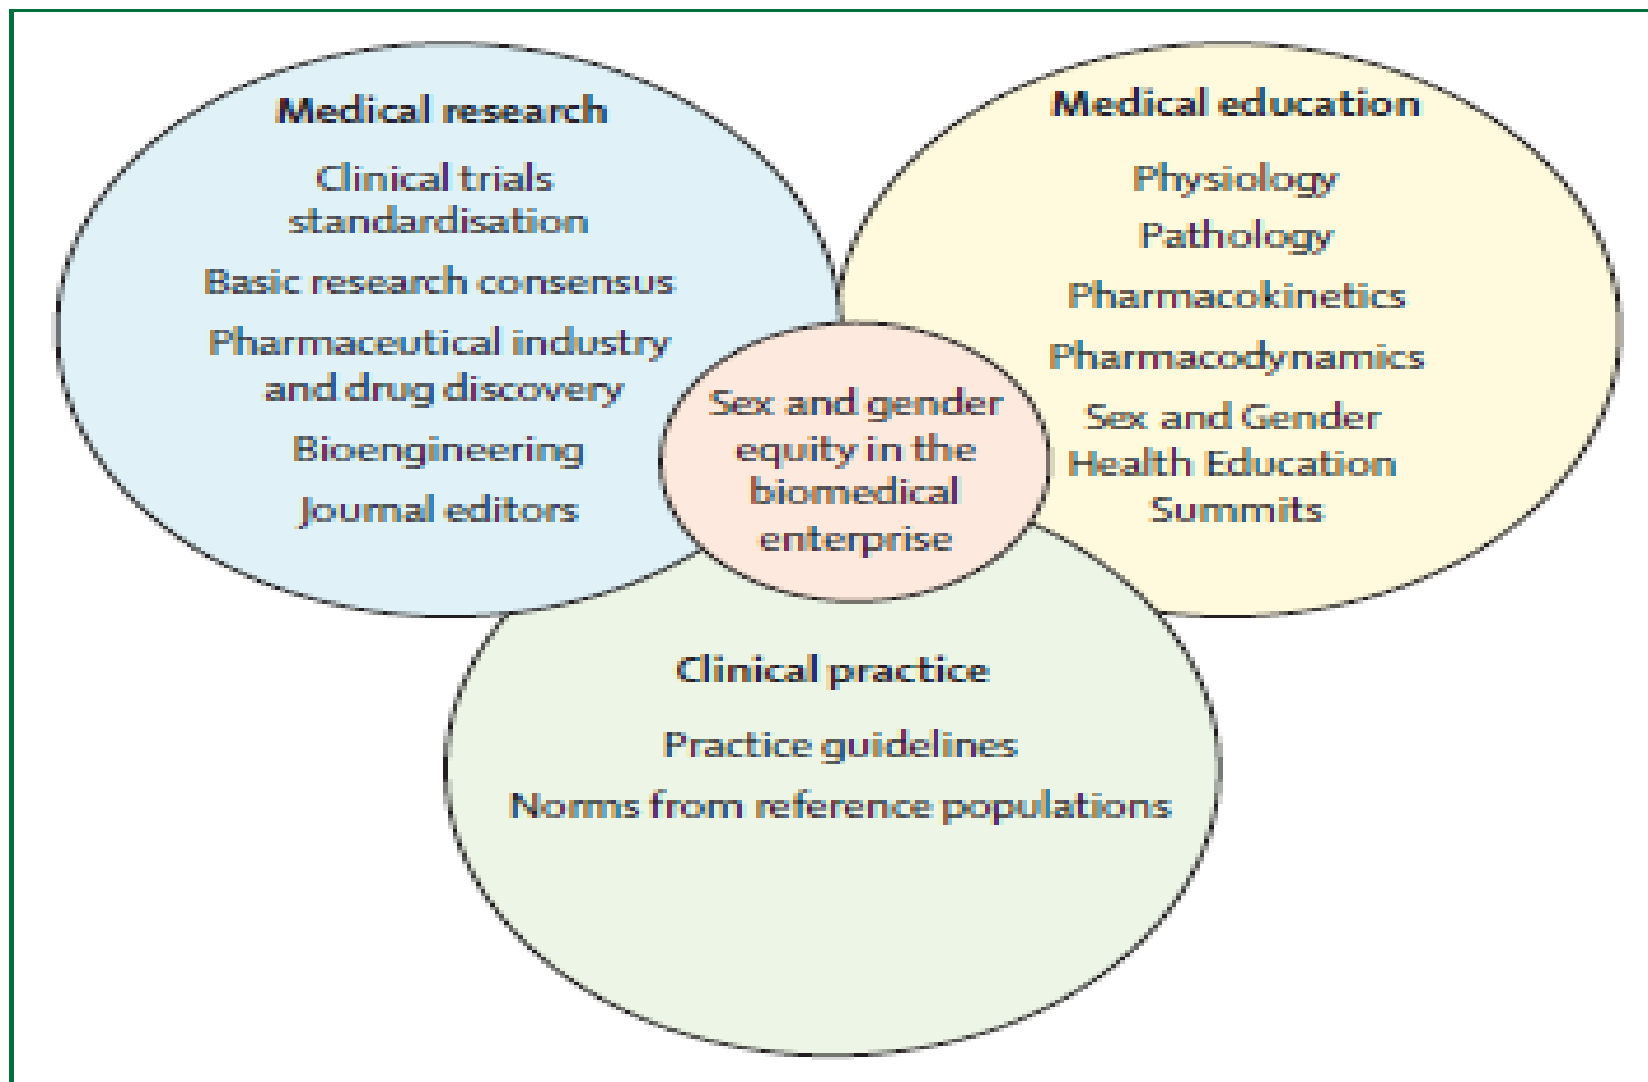 Medical research
Clinical trials
standardisation
Basic research consensus
Pharmaceutical industry
and drug discovery
Bioengineering
Journal editors
Medical education
Physiology
Pathology
Pharmacokinetics
Pharmacodynamics
Sex and Gender
Health Education
Summits
Sex and gender
equity in the
biomedical
enterprise
Clinical practice
Practice guidelines
Norms from reference populations